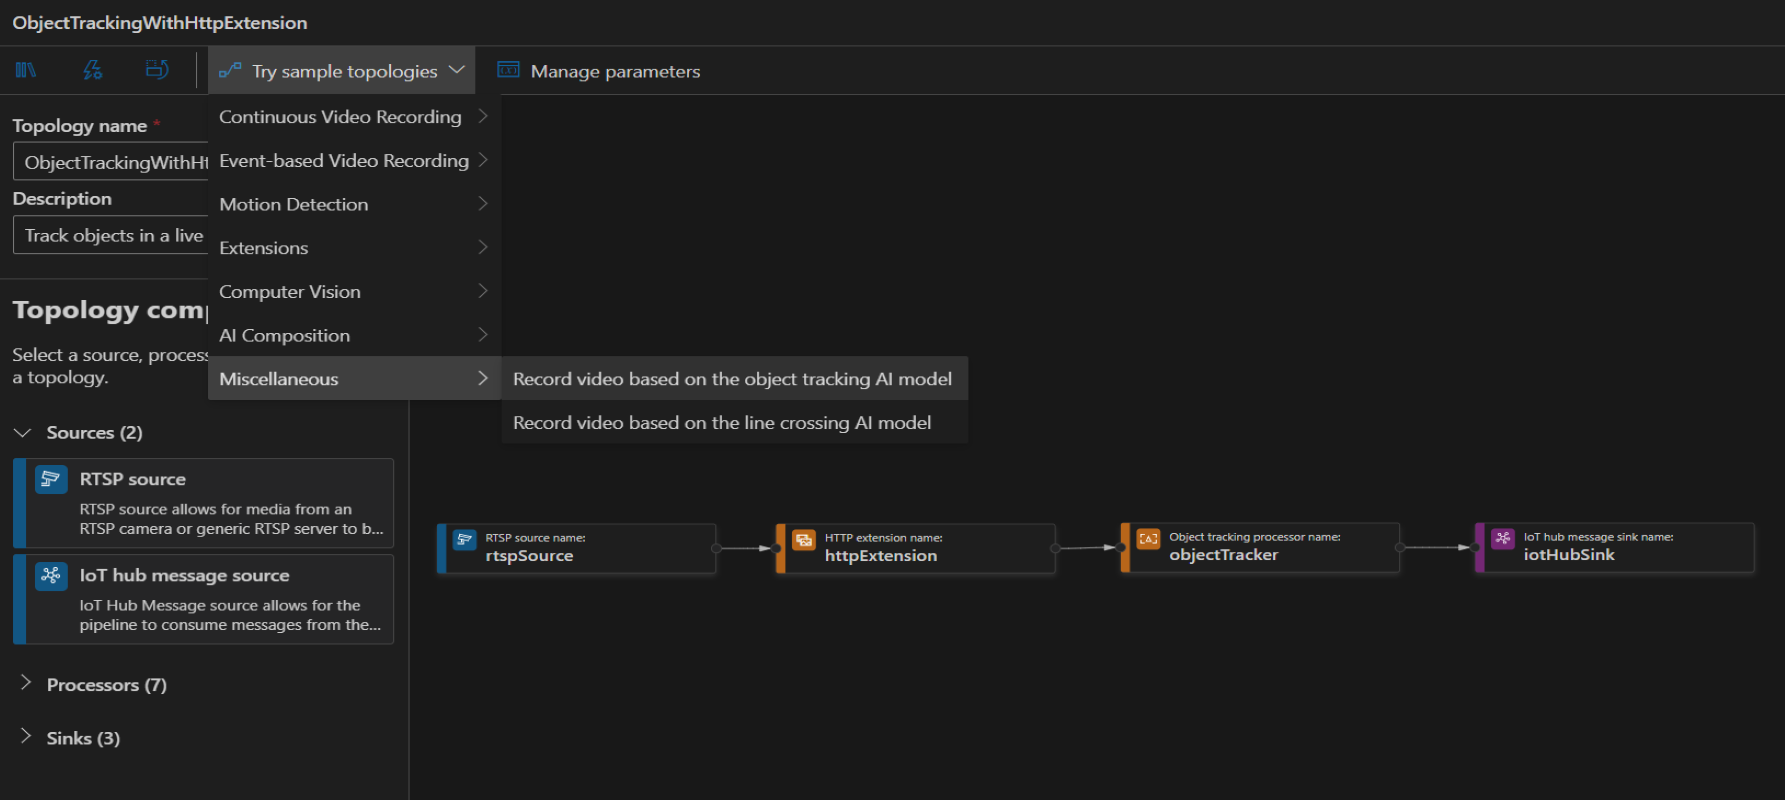 ObjectTrackingWithHttpExtension
Try sample topologies
Manage parameters
Topology name *
ObjectTrackingWithHt
Description
Track objects in a live
Continuous Video Recording
Event-based Video Recording
Motion Detection
Extensions
Computer Vision
AI Composition
Miscellaneous
Record video based on the object tracking AI model
Record video based on the line crossing AI model
Topology comp
Select a source, process
a topology.
Sources (2)
RTSP source
RTSP source allows for media from an
RTSP camera or generic RTSP server to b...
IoT hub message source
IoT Hub Message source allows for the
pipeline to consume messages from the...
Processors (7)
Sinks (3)
RTSP source name:
rtspSource
HTTP extension name:
httpExtension
Object tracking processor name:
objectTracker
IoT hub message sink name:
iotHubSink